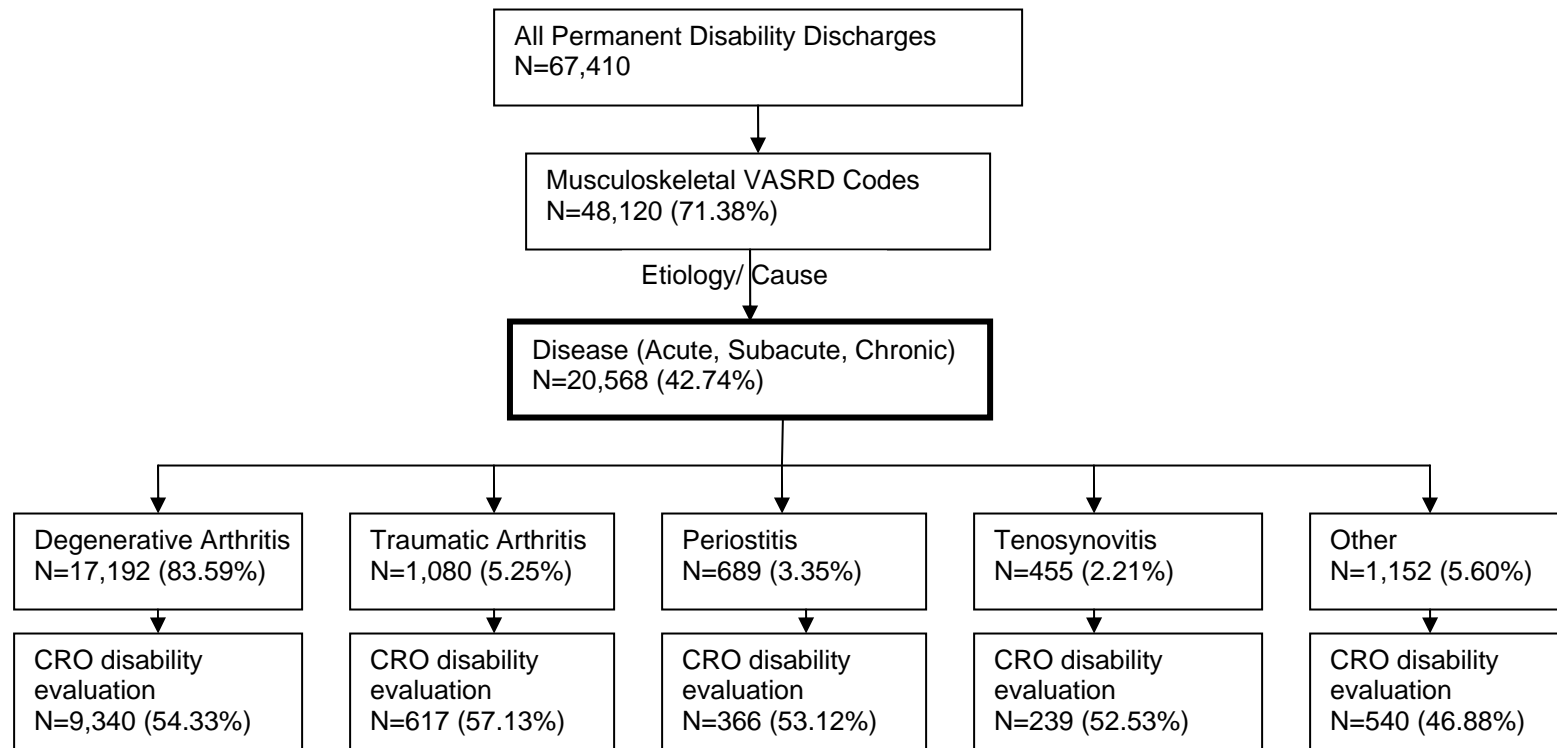 All Permanent Disability Discharges
N=67,410
Musculoskeletal VASRD Codes
N=48,120 (71.38%)
Etiology/ Cause
Disease (Acute, Subacute, Chronic)
N=20,568 (42.74%)
Degenerative Arthritis
N=17,192 (83.59%)
Traumatic Arthritis
N=1,080 (5.25%)
Periostitis
N=689 (3.35%)
Tenosynovitis
N=455 (2.21%)
Other
N=1,152 (5.60%)
CRO disability
evaluation
N=9,340 (54.33%)
CRO disability
evaluation
N=617 (57.13%)
CRO disability
evaluation
N=366 (53.12%)
CRO disability
evaluation
N=239 (52.53%)
CRO disability
evaluation
N=540 (46.88%)